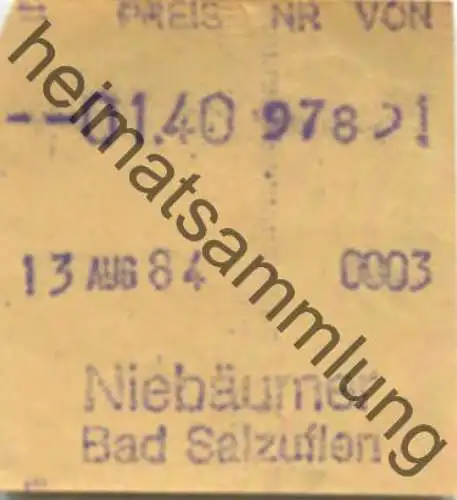 PREIS NR VON
--01.40 978
13 AUG 84 0003
Niebäumer
Bad Salzuflen
heimatsammlung